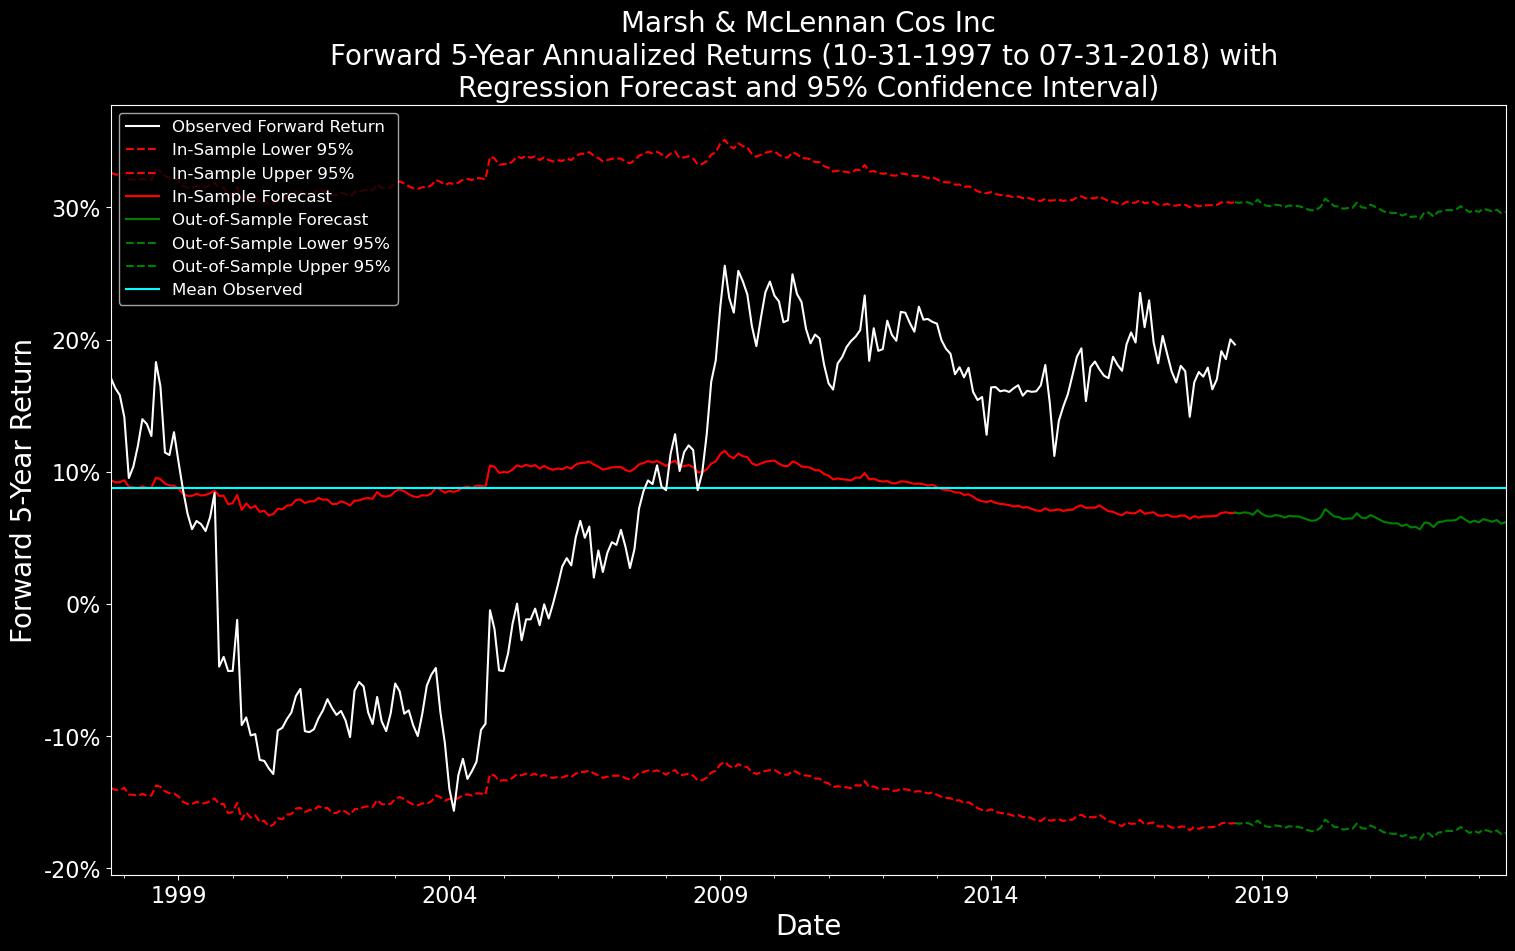 Marsh & McLennan Cos Inc
Forward 5-Year Annualized Returns (10-31-1997 to 07-31-2018) with
Regression Forecast and 95% Confidence Interval)
Observed Forward Return
In-Sample Lower 95%
In-Sample Upper 95%
In-Sample Forecast
Out-of-Sample Forecast
Out-of-Sample Lower 95%
Out-of-Sample Upper 95%
Mean Observed
Forward 5-Year Return
30%
20%
10%
0%
-10%
-20%
1999
2004
2009
2014
2019
Date